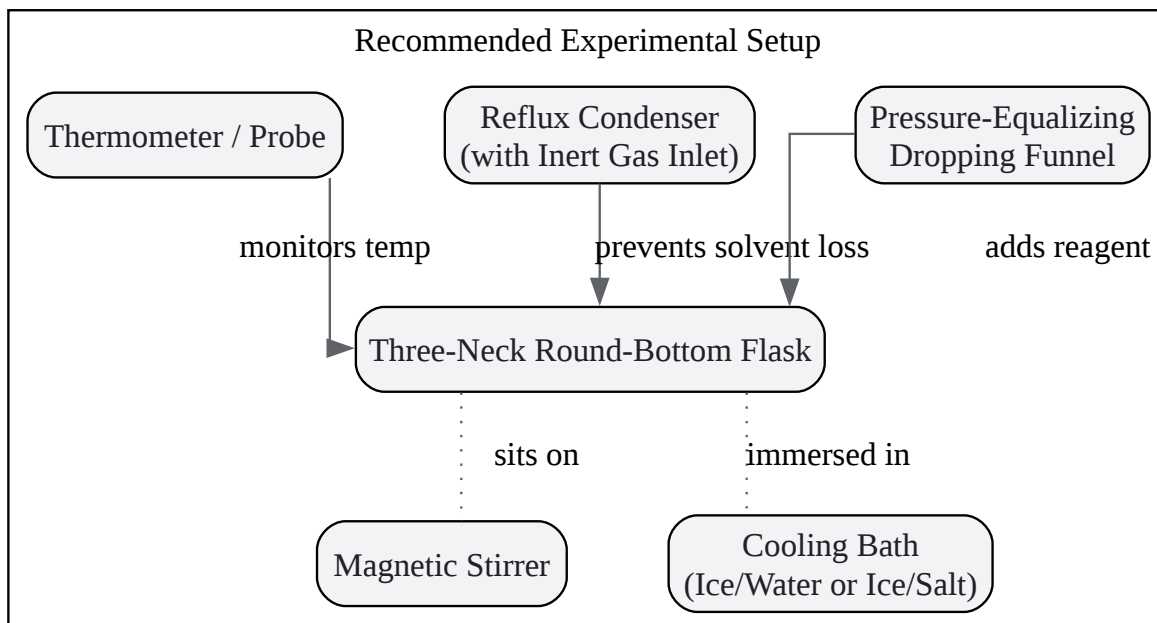 Recommended Experimental Setup
Thermometer / Probe
Reflux Condenser
(with Inert Gas Inlet)
Pressure-Equalizing
Dropping Funnel
monitors temp
prevents solvent loss
adds reagent
Three-Neck Round-Bottom Flask
sits on
immersed in
Magnetic Stirrer
Cooling Bath
(Ice/Water or Ice/Salt)